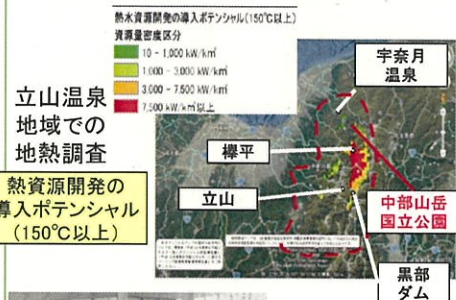 熱水資源開発の導入ポテンシャル(150℃以上)
資源量密度区分
10 - 1,000 kW/k㎡
1,000 - 3,000 kW/k㎡
3,000 - 7,500 kW/k㎡
7,500 kW/k㎡以上
立山温泉
地域での
地熱調査
熱資源開発の
導入ポテンシャル
(150℃以上)
宇奈月
温泉
欅平
立山
中部山岳
国立公園
黒部
ダム